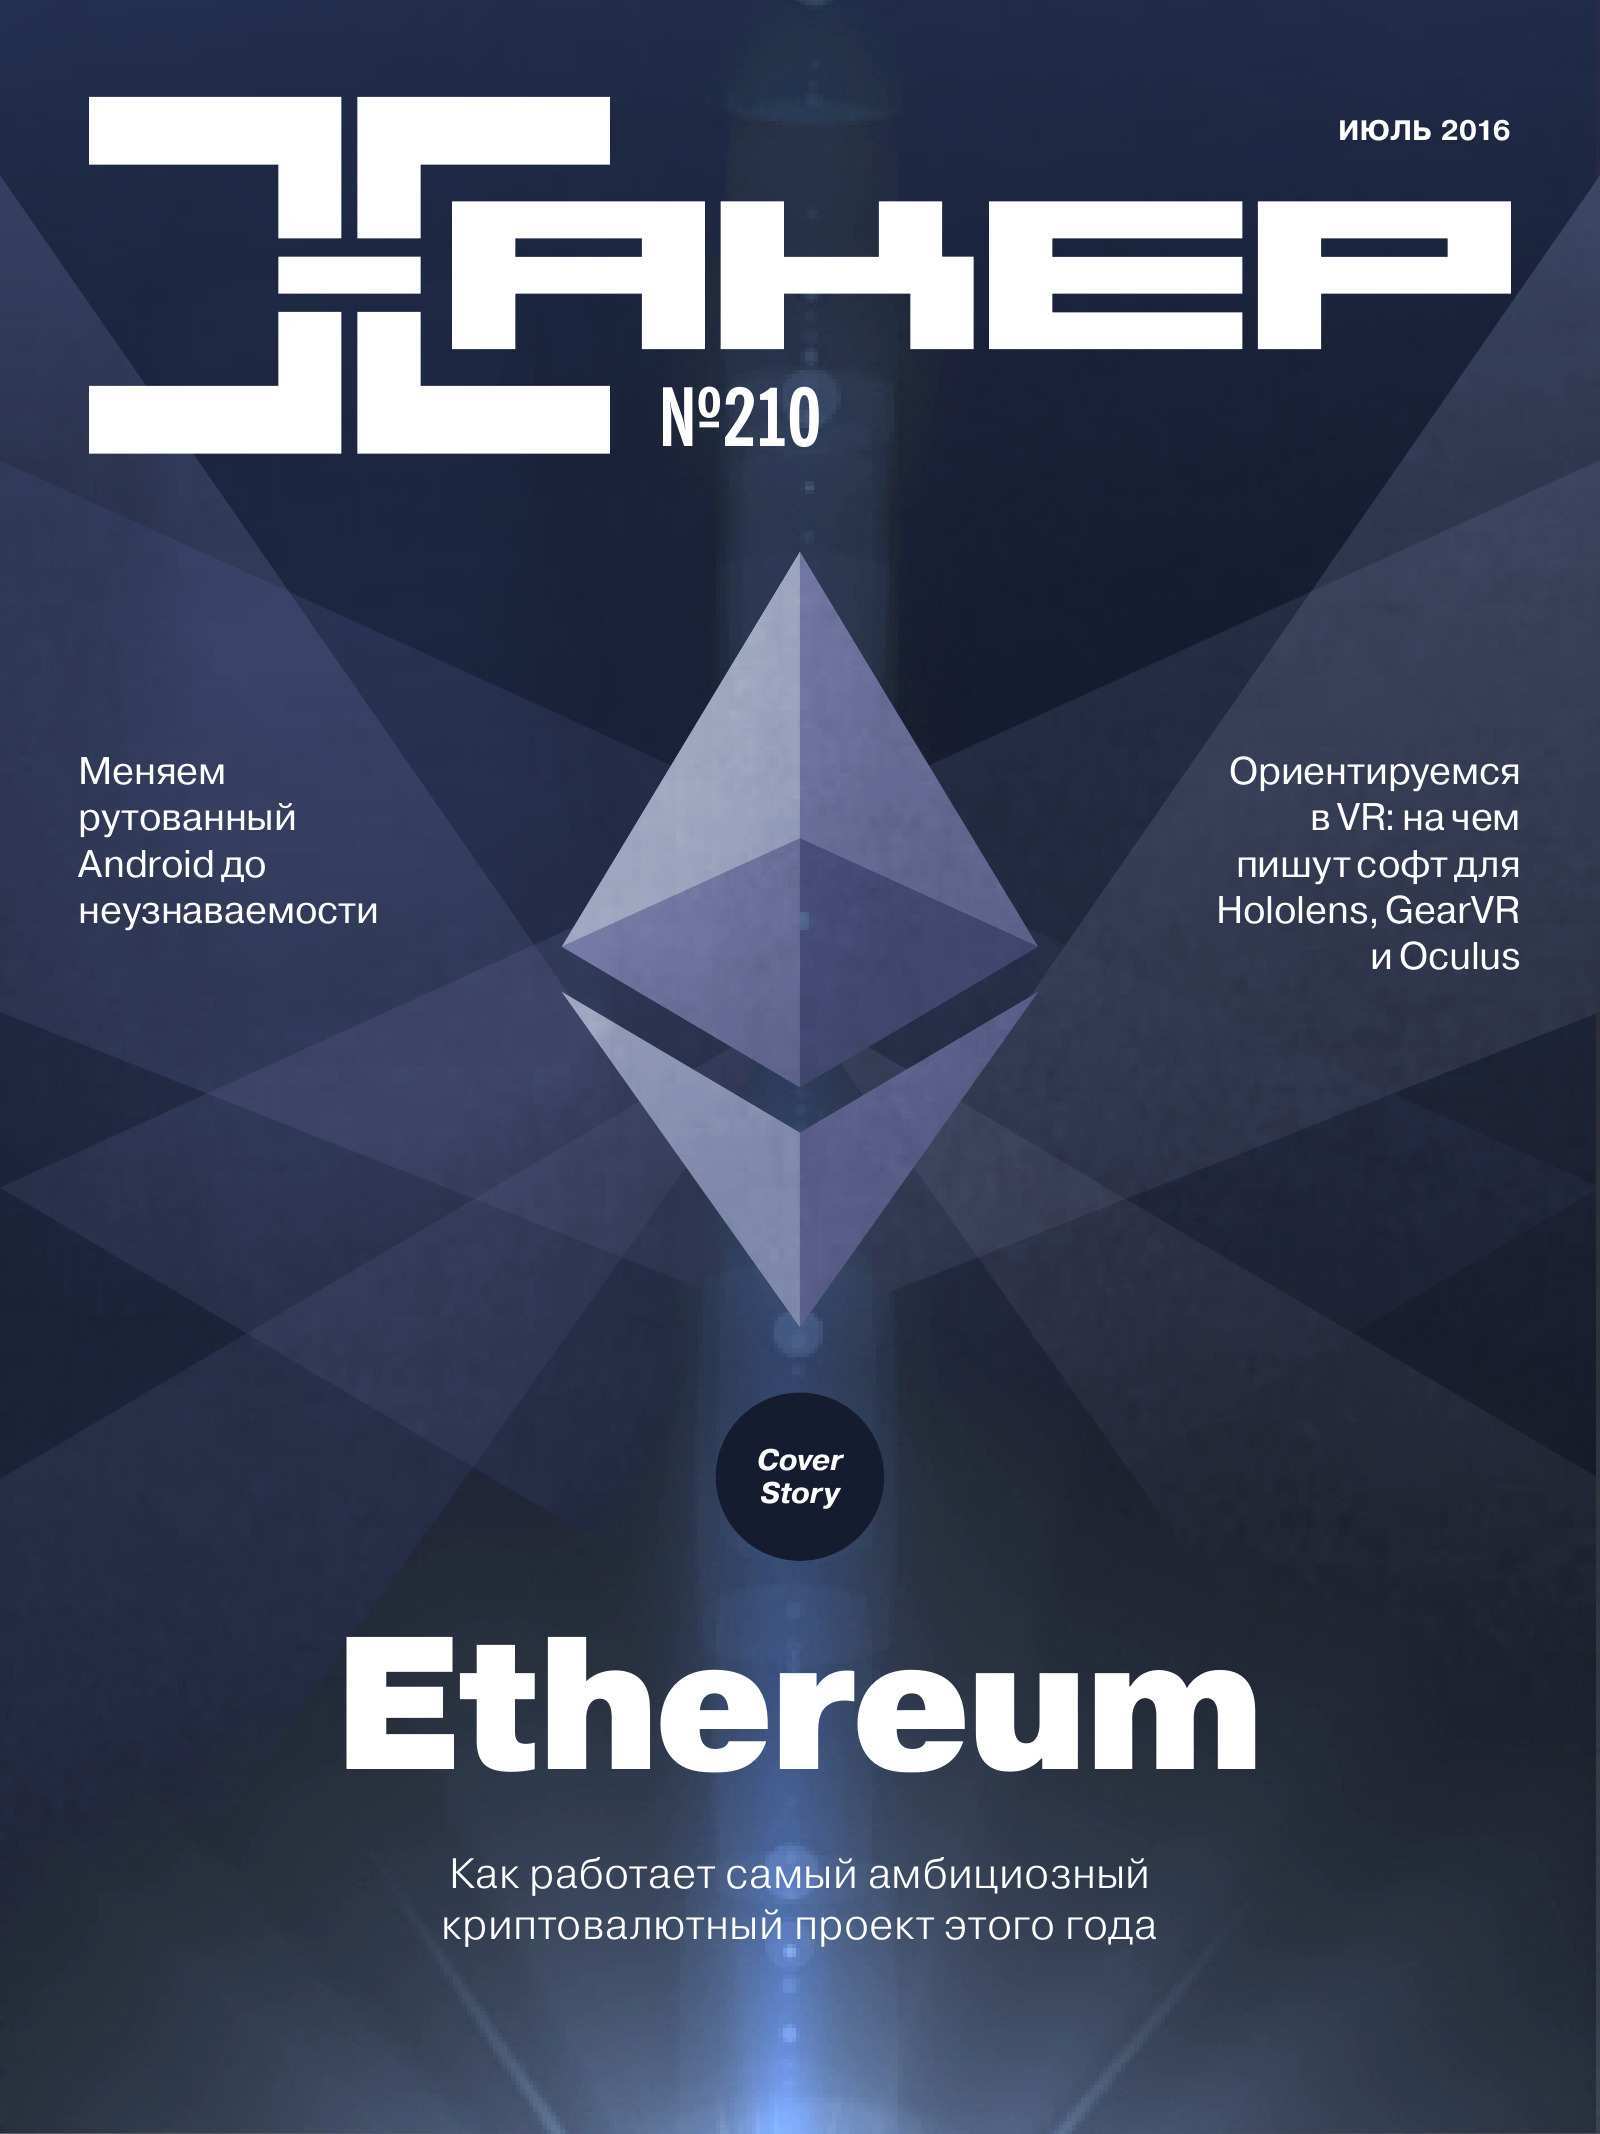 ИЮЛЬ 2016
ХАКЕР
№210
Меняем
рутованный
Android до
неузнаваемости
Ориентируемся
в VR: на чем
пишут софт для
Hololens, GearVR
и Oculus
Cover
Story
Ethereum
Как работает самый амбициозный
криптовалютный проект этого года